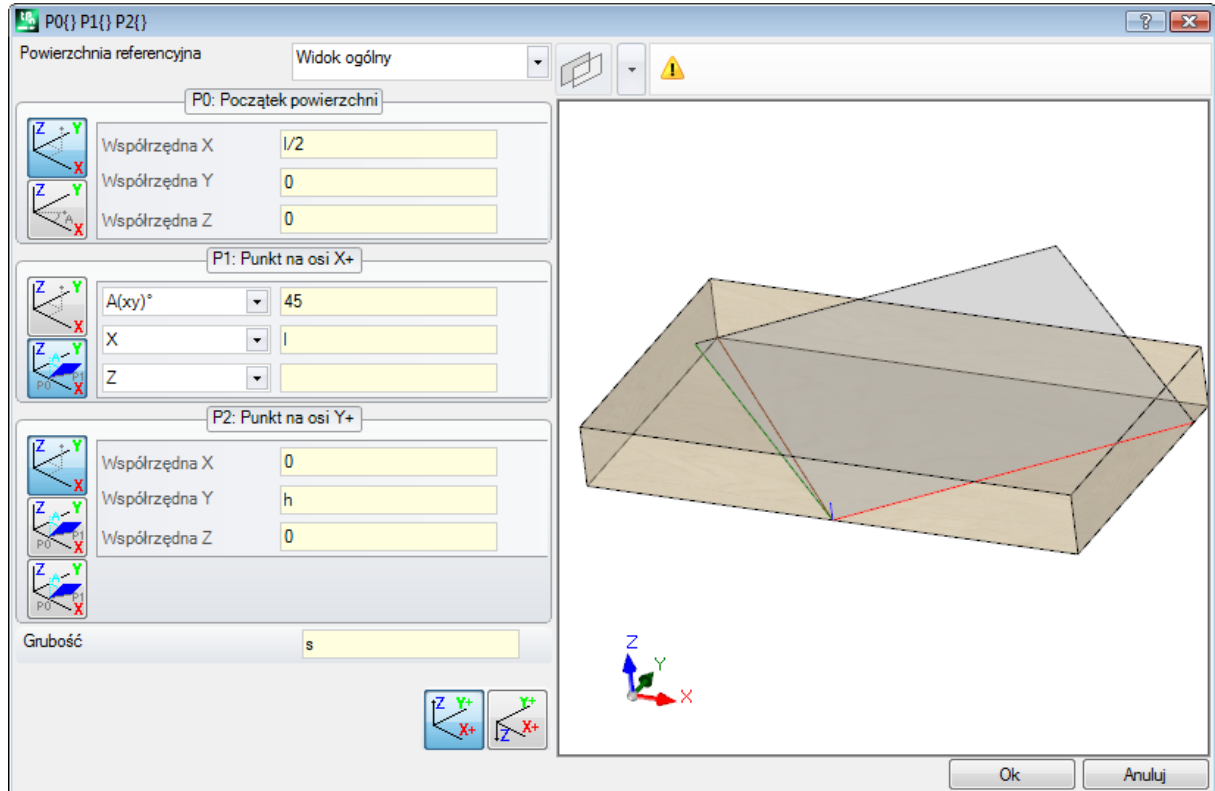 P0{} P1{} P2{}
Powierzchnia referencyjna Widok ogólny
P0: Początek powierzchni
Współrzędna X l/2
Współrzędna Y 0
Współrzędna Z 0
P1: Punkt na osi X+
A(xy)° 45
X l
Z
P2: Punkt na osi Y+
Współrzędna X 0
Współrzędna Y h
Współrzędna Z 0
Grubość s
Z Y+ X+ Y+ X+ Z
Z Y X
Ok Anuluj